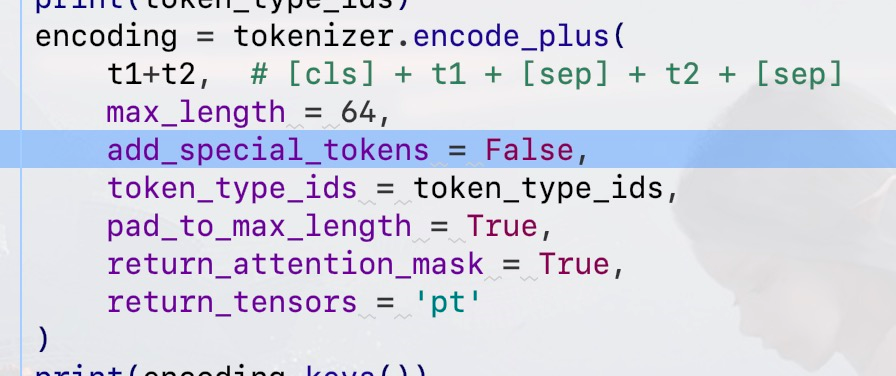 print(token_type_ids)
encoding = tokenizer.encode_plus(
t1+t2,  # [cls] + t1 + [sep] + t2 + [sep]
max_length = 64,
add_special_tokens = False,
token_type_ids = token_type_ids,
pad_to_max_length = True,
return_attention_mask = True,
return_tensors = 'pt'
)
print(encoding.keys())